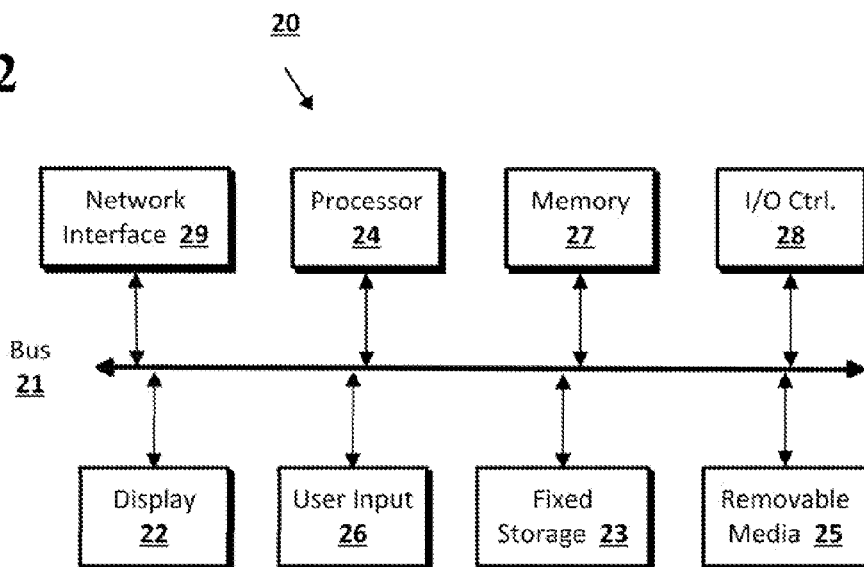 2
20
Network
Interface 29
Processor
24
Memory
27
I/O Ctrl.
28
Bus
21
Display
22
User Input
26
Fixed
Storage 23
Removable
Media 25